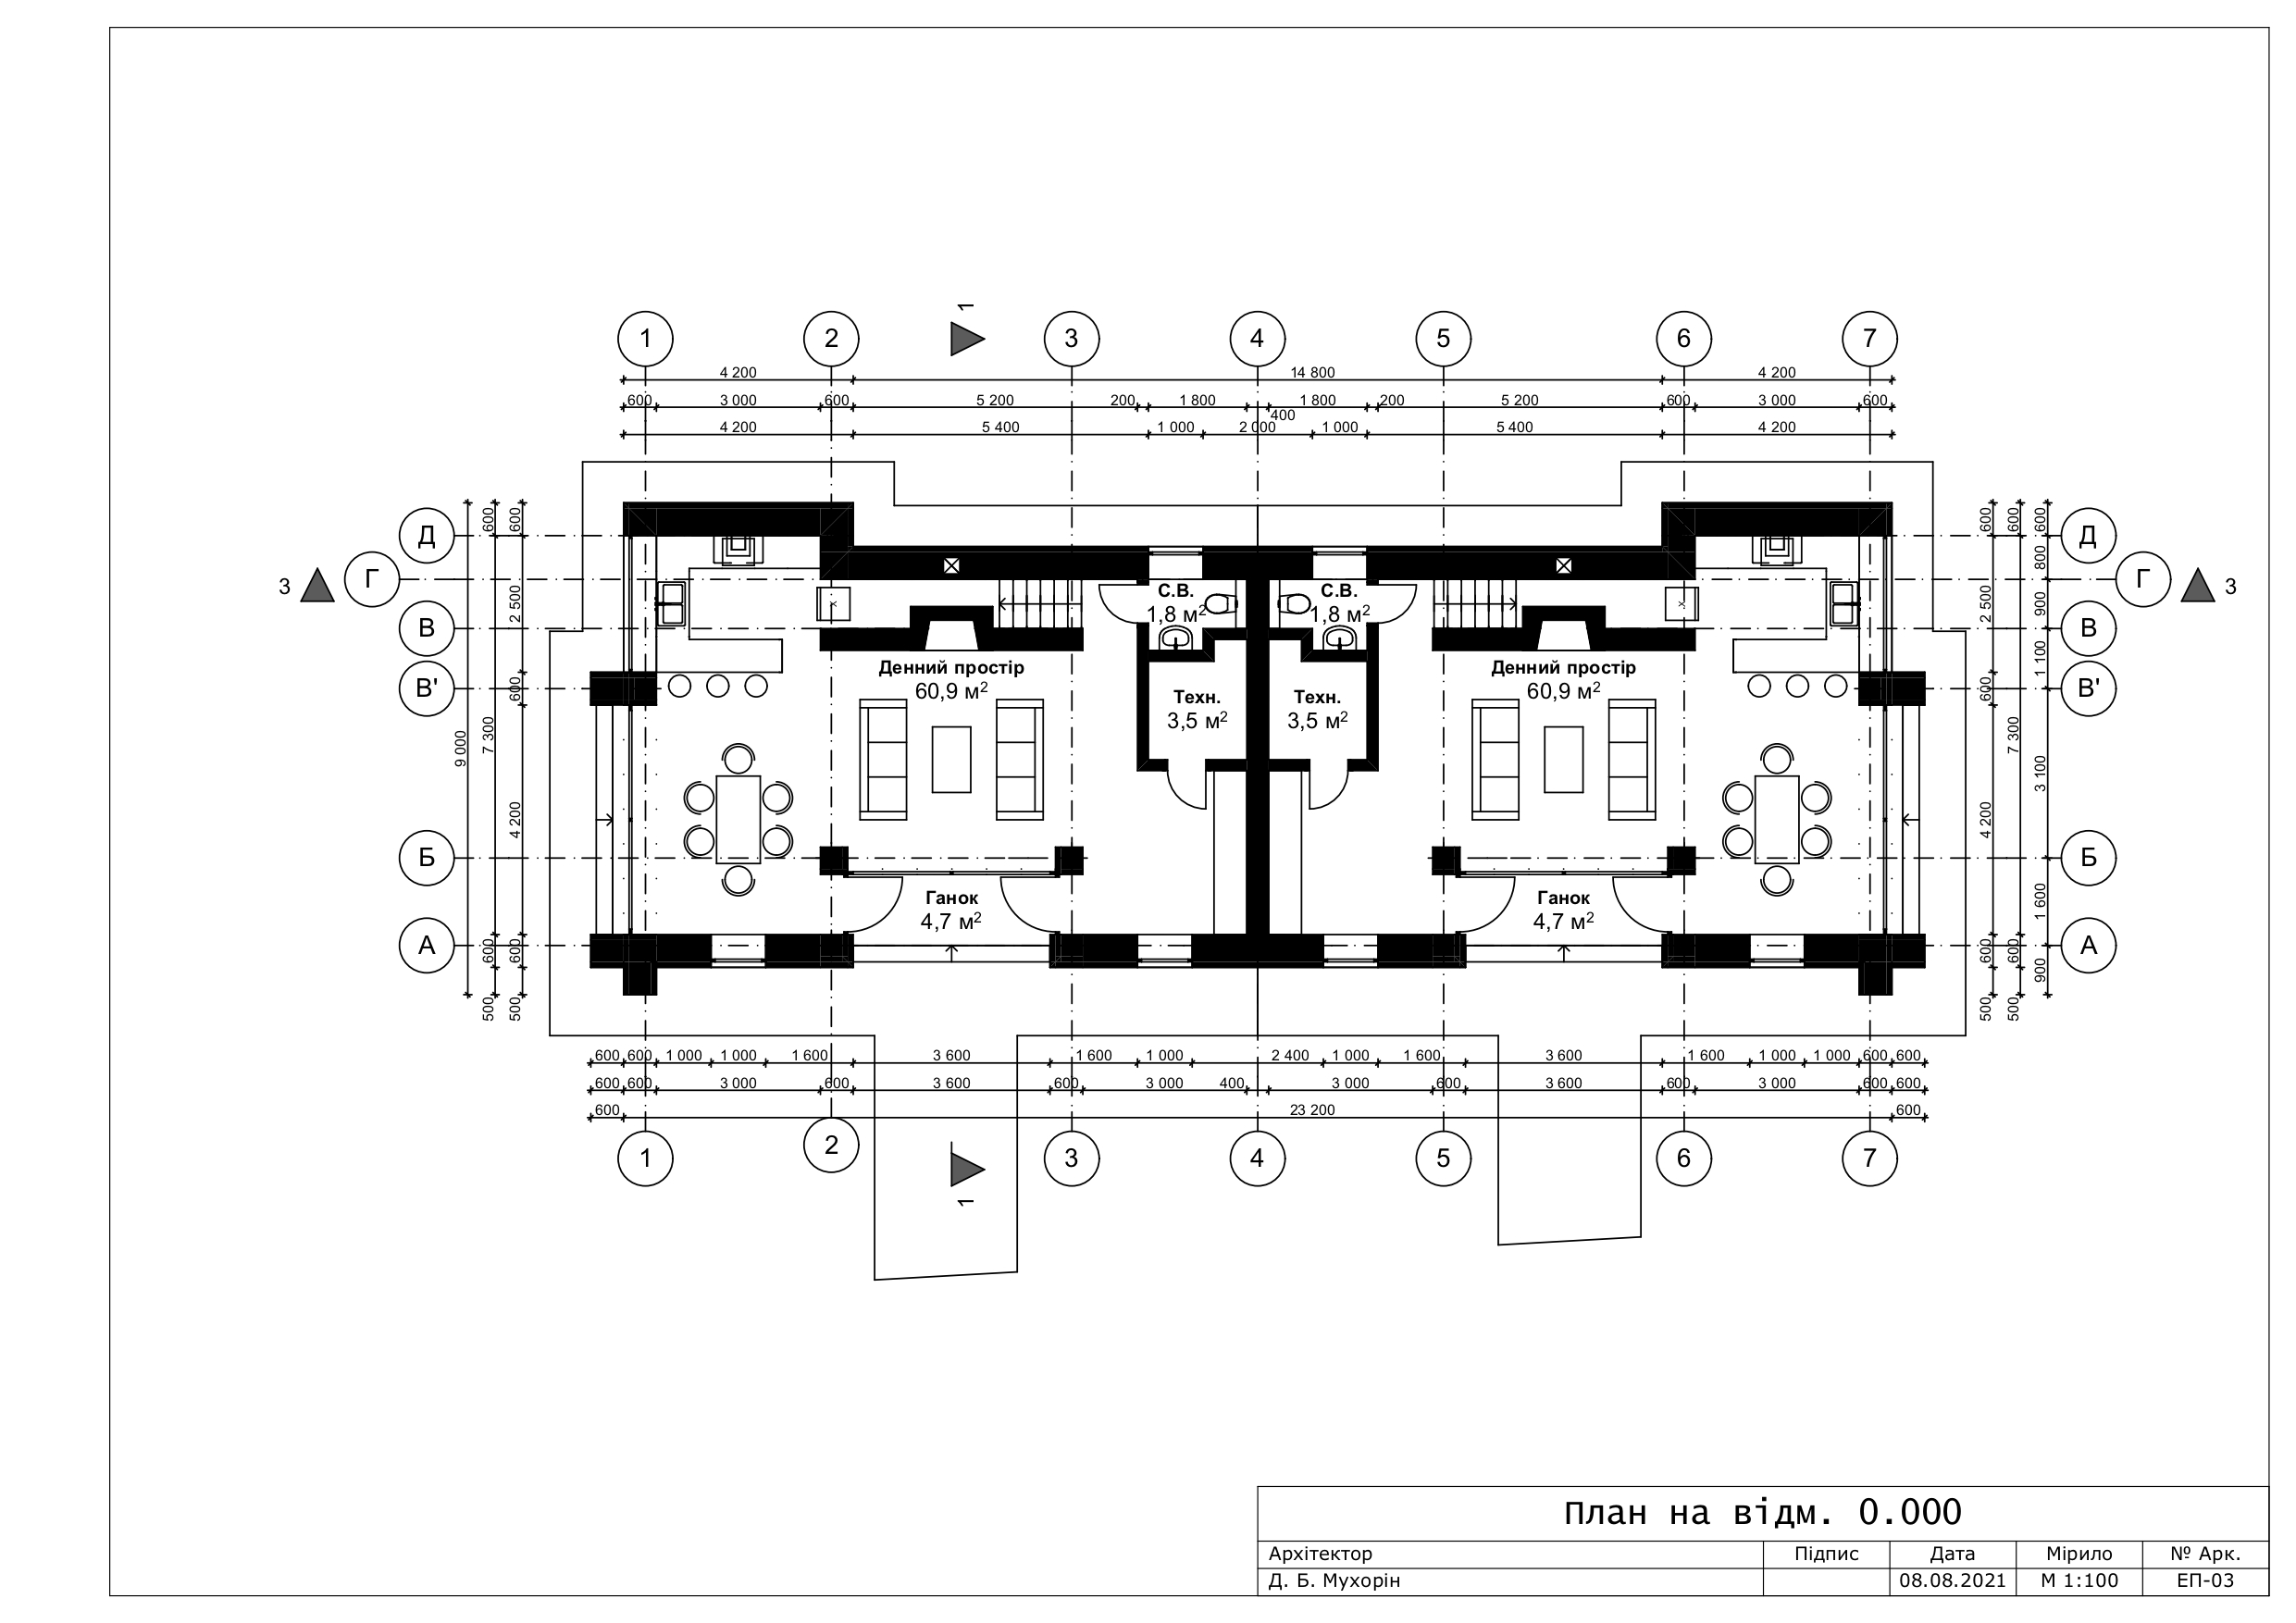 1
1 2 3 4 5 6 7
4 200 14 800 4 200
600 3 000 600 5 200 200 1 800 1 800 200 5 200 600 3 000 600
400
4 200 5 400 1 000 2 000 1 000 5 400 4 200
Д 600 600 600 600 600 Д
800
3 Г Г 3
С.В. С.В.
2 500 2 500 900
1,8 м² 1,8 м²
В В
1 100
Денний простір Денний простір
В' 600 60,9 м² 60,9 м² 600 В'
Техн. Техн.
3,5 м² 3,5 м²
9 000 7 300 7 300
3 100
4 200 4 200
Б Б
Ганок Ганок
1 600
4,7 м² 4,7 м²
А 600 600 600 600 А
900
500 500 500 500
600 600 1 000 1 000 1 600 3 600 1 600 1 000 2 400 1 000 1 600 3 600 1 600 1 000 1 000 600 600
600 600 3 000 600 3 600 600 3 000 400 3 000 600 3 600 600 3 000 600 600
600 23 200 600
1 2 3 4 5 6 7
1
План на відм. 0.000
Архітектор Підпис Дата Мірило № Арк.
Д. Б. Мухорін 08.08.2021 М 1:100 ЕП-03